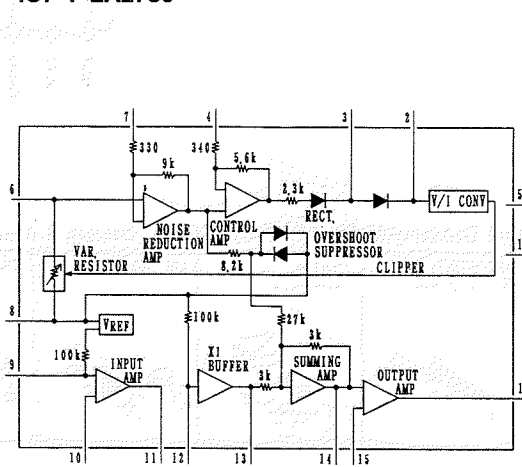 7
4
3
2
330
340
9k
5.6k
2.3k
6
5
V/I CONV
NOISE
REDUCTION
AMP
CONTROL
AMP
RECT.
OVERSHOOT
SUPPRESSOR
VAR.
RESISTOR
8.2k
CLIPPER
8
VREF
100k
27k
3k
9
100k
INPUT
AMP
X1
BUFFER
3k
SUMMING
AMP
OUTPUT
AMP
10
11
12
13
14
15